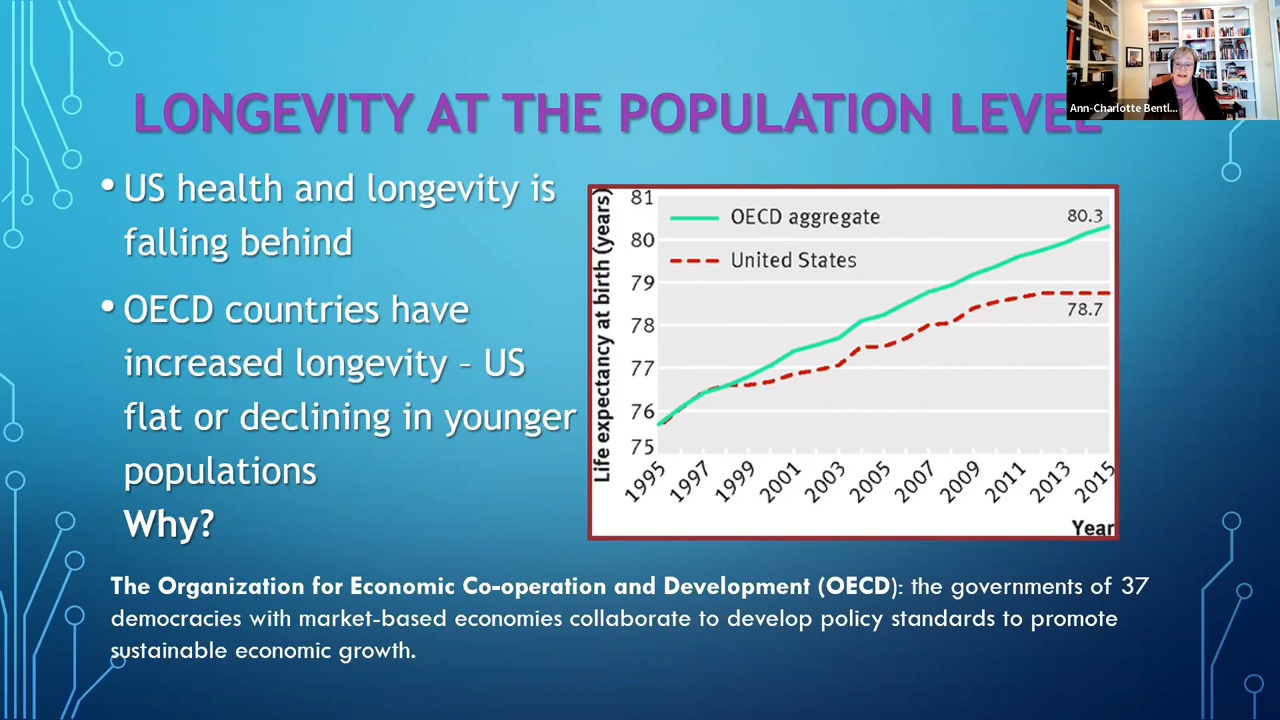 LONGEVITY AT THE POPULATION LEVEL
Ann-Charlotte Bentl...
• US health and longevity is
falling behind
• OECD countries have
increased longevity – US
flat or declining in younger
populations
Why?
Life expectancy at birth (years)
81
80
79
78
77
76
75
OECD aggregate
United States
80.3
78.7
1995
1997
1999
2001
2003
2005
2007
2009
2011
2013
2015
Year
The Organization for Economic Co-operation and Development (OECD): the governments of 37
democracies with market-based economies collaborate to develop policy standards to promote
sustainable economic growth.